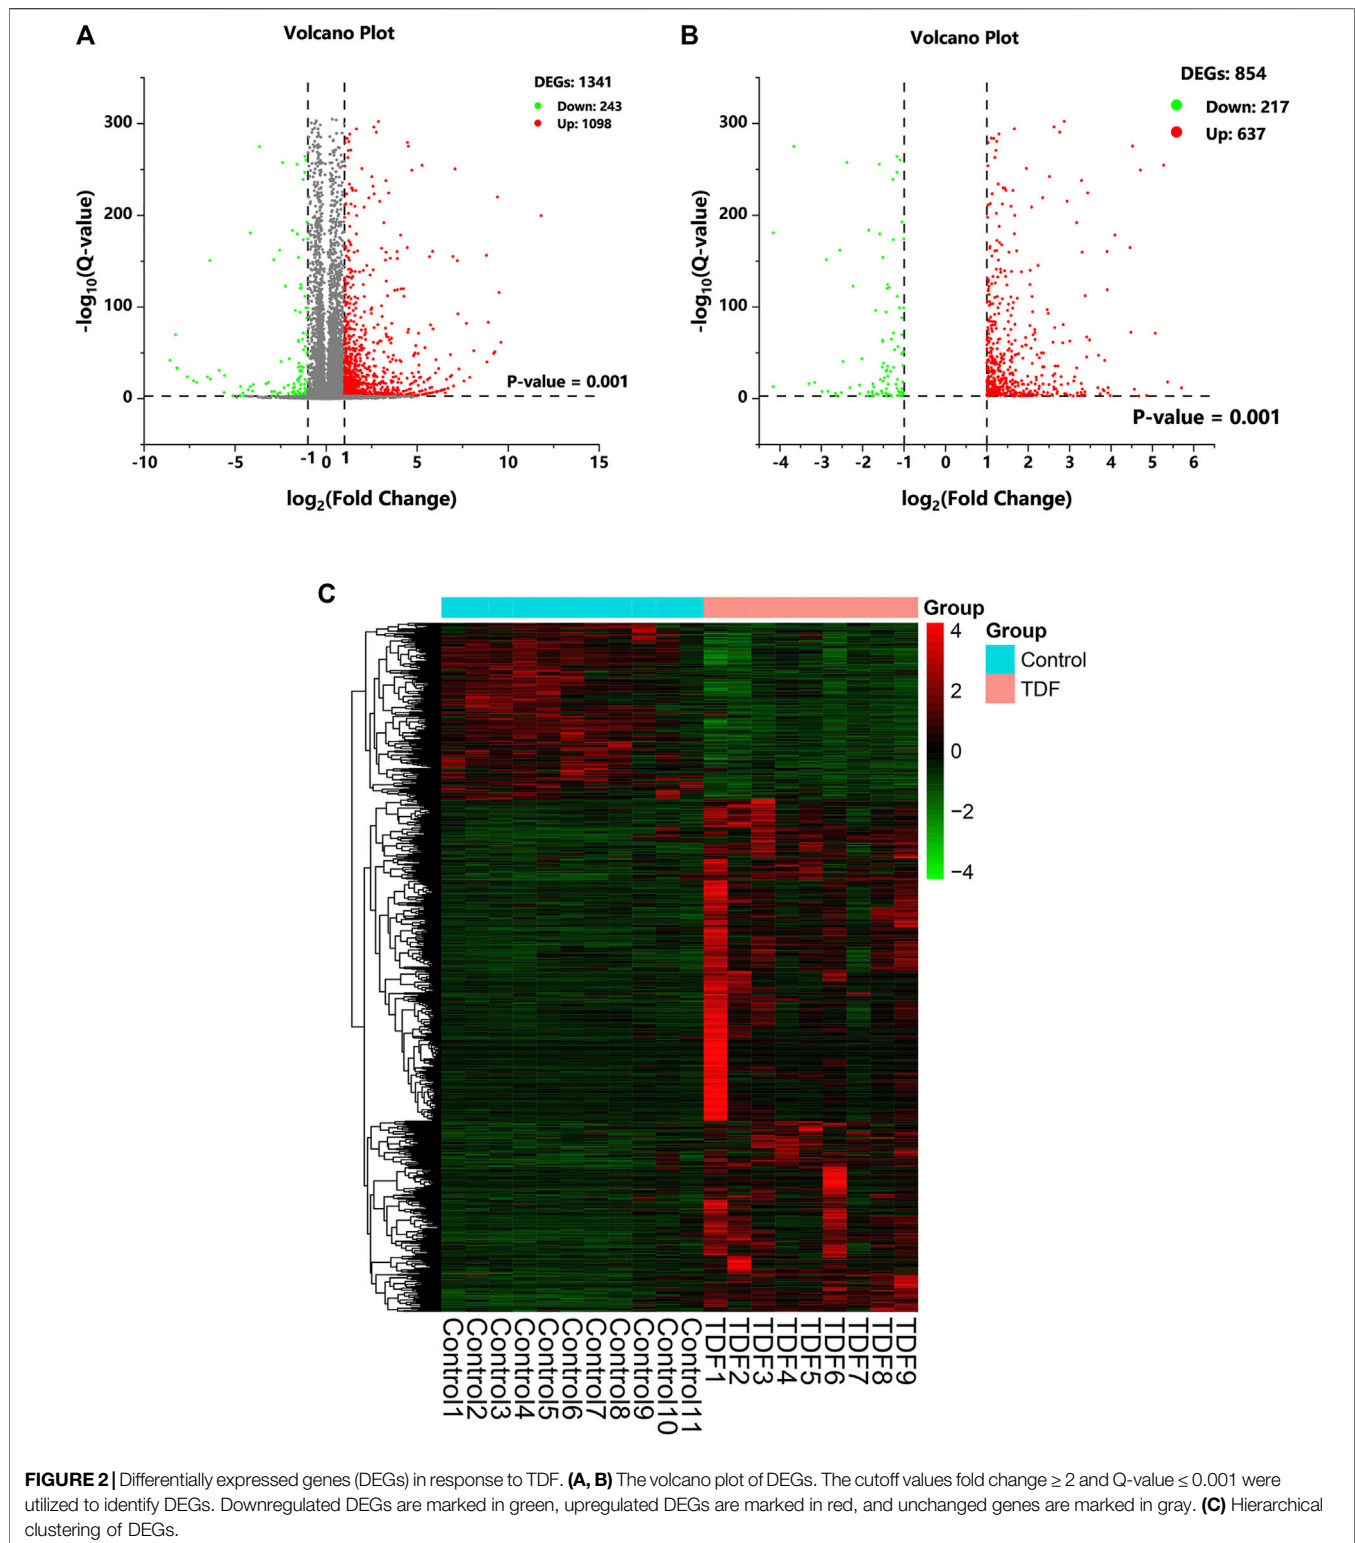 A
Volcano Plot
DEGs: 1341
Down: 243
Up: 1098
300
200
100
0
-log10(Q-value)
P-value = 0.001
-10 -5 -1 0 1 5 10 15
log2(Fold Change)
B
Volcano Plot
DEGs: 854
Down: 217
Up: 637
300
200
100
0
-log10(Q-value)
P-value = 0.001
-4 -3 -2 -1 0 1 2 3 4 5 6
log2(Fold Change)
C
Group
4
2
0
−2
−4
Group
Control
TDF
Control1
Control2
Control3
Control4
Control5
Control6
Control7
Control8
Control9
Control10
Control11
TDF1
TDF2
TDF3
TDF4
TDF5
TDF6
TDF7
TDF8
TDF9
FIGURE 2 | Differentially expressed genes (DEGs) in response to TDF. (A, B) The volcano plot of DEGs. The cutoff values fold change ≥ 2 and Q-value ≤ 0.001 were
utilized to identify DEGs. Downregulated DEGs are marked in green, upregulated DEGs are marked in red, and unchanged genes are marked in gray. (C) Hierarchical
clustering of DEGs.